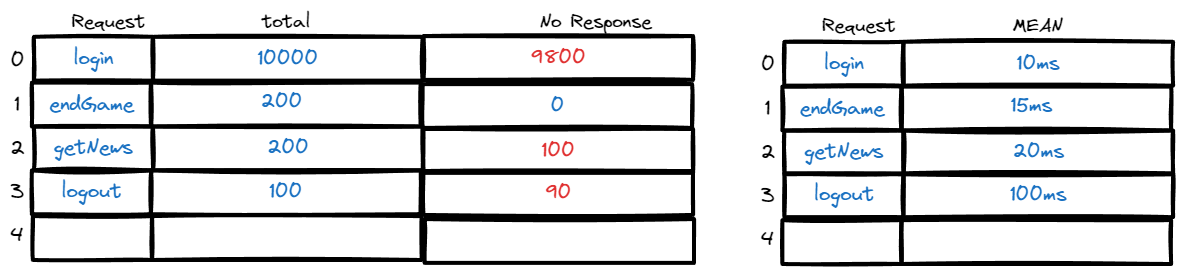 Request total No Response
0 login 10000 9800
1 endGame 200 0
2 getNews 200 100
3 logout 100 90
4
Request MEAN
0 login 10ms
1 endGame 15ms
2 getNews 20ms
3 logout 100ms
4